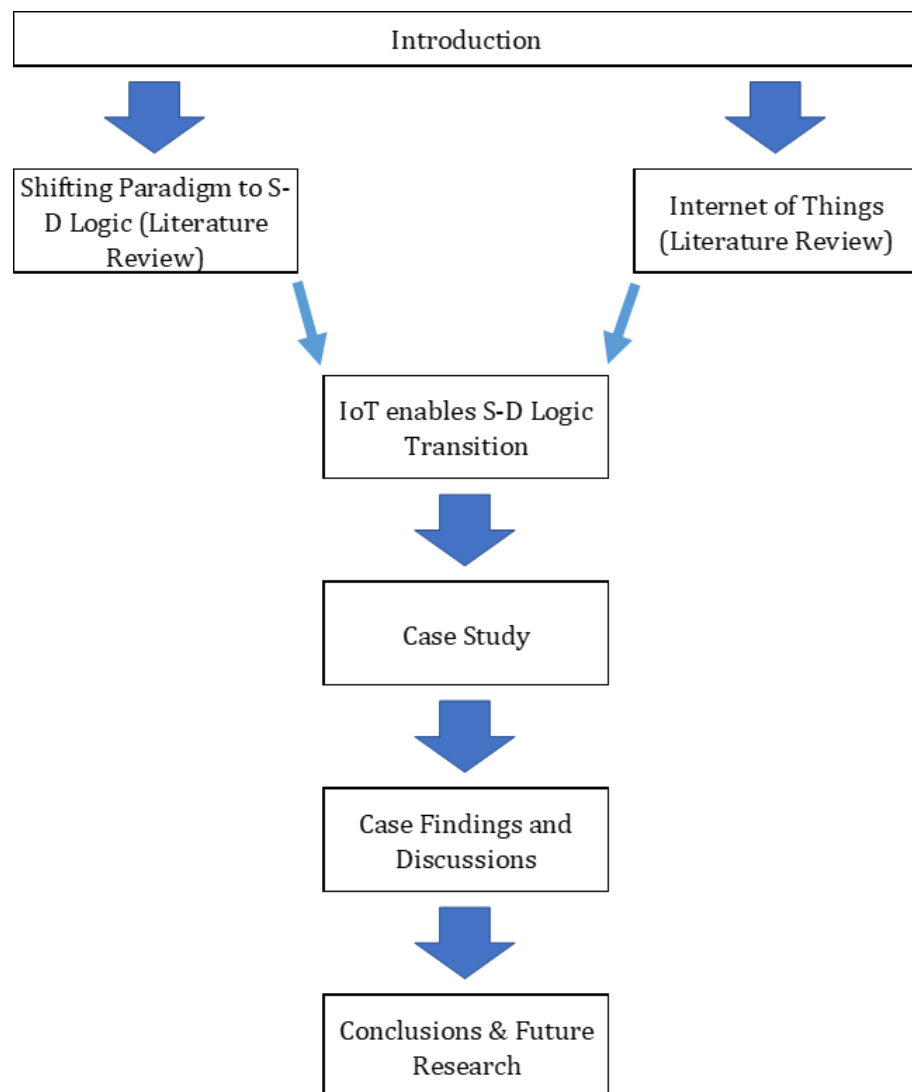 Introduction
Shifting Paradigm to S-
D Logic (Literature
Review)
Internet of Things
(Literature Review)
IoT enables S-D Logic
Transition
Case Study
Case Findings and
Discussions
Conclusions & Future
Research